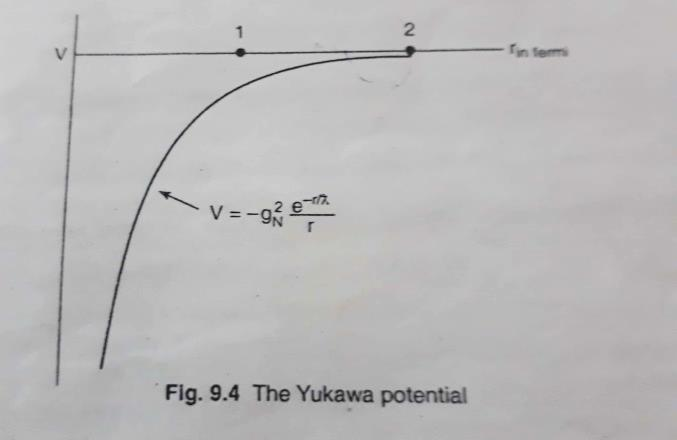 1 2
V r in fermi
V = -g_N^2 e^-r/ƛ / r
Fig. 9.4 The Yukawa potential